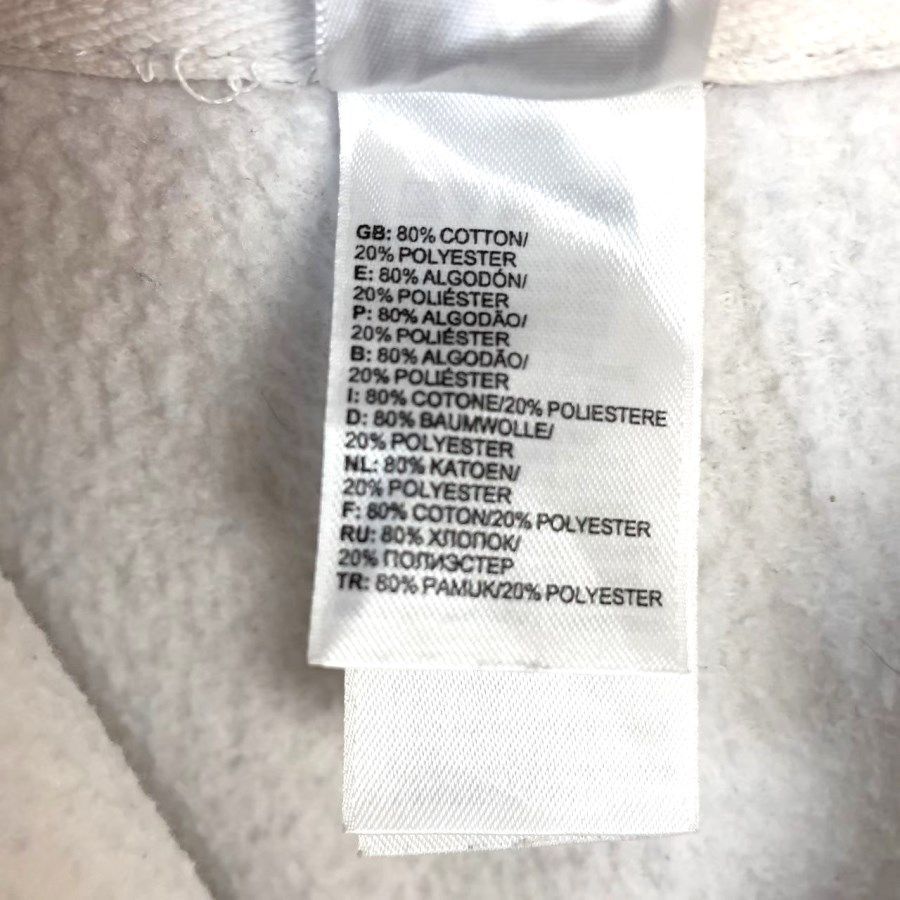 GB: 80% COTTON/
20% POLYESTER
E: 80% ALGODÓN/
20% POLIÉSTER
P: 80% ALGODÃO/
20% POLIÉSTER
B: 80% ALGODÃO/
20% POLIÉSTER
I: 80% COTONE/20% POLIESTERE
D: 80% BAUMWOLLE/
20% POLYESTER
NL: 80% KATOEN/
20% POLYESTER
F: 80% COTON/20% POLYESTER
RU: 80% ХЛОПОК/
20% ПОЛИЭСТЕР
TR: 80% PAMUK/20% POLYESTER